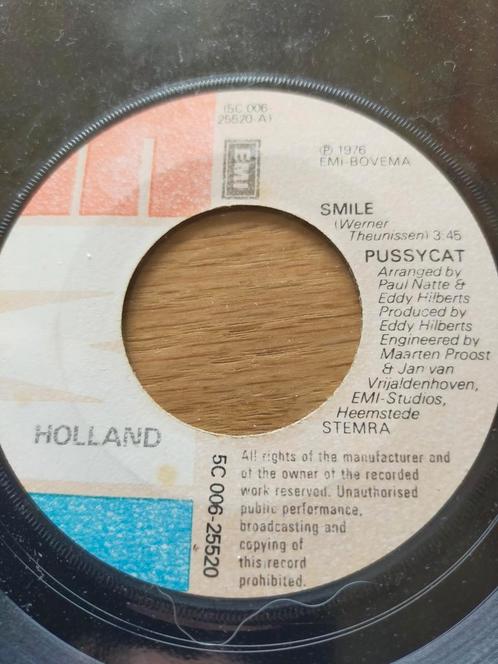 (5C 006-
25520-A)
EMI
℗ 1976
EMI-BOVEMA
SMILE
(Werner
Theunissen) 3:45
PUSSYCAT
Arranged by
Paul Natte &
Eddy Hilberts
Produced by
Eddy Hilberts
Engineered by
Maarten Proost
& Jan van
Vrijaldenhoven,
EMI-Studios,
Heemstede
STEMRA
HOLLAND
5C 006-25520
All rights of the manufacturer and
of the owner of the recorded
work reserved. Unauthorised
public performance,
broadcasting and
copying of
this record
prohibited.